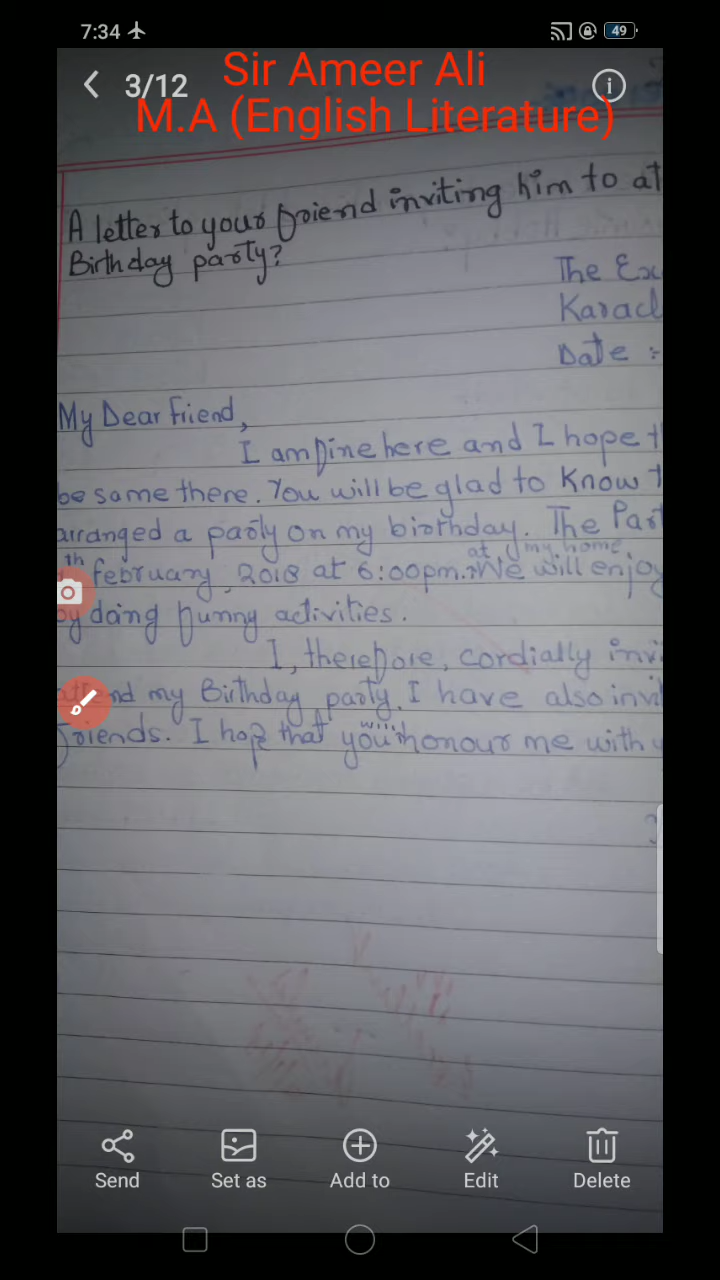 7:34
49
3/12
Sir Ameer Ali
M.A (English Literature)
A letter to your friend inviting him to at
Birthday party?
The Ex
Karach
Date :-
My Dear Friend,
I am fine here and I hope t
be same there. You will be glad to Know t
arranged a party on my birthday. The Part
at my home
th february, 2018 at 6:00pm. We will enjoy
by doing funny activities.
I, therefore, cordially invi
attend my Birthday party. I have also invi
friends. I hope that you will honour me with y
Send
Set as
Add to
Edit
Delete